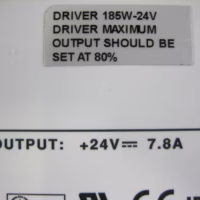 DRIVER 185W-24V
DRIVER MAXIMUM
OUTPUT SHOULD BE
SET AT 80%
OUTPUT: +24V⎓ 7.8A